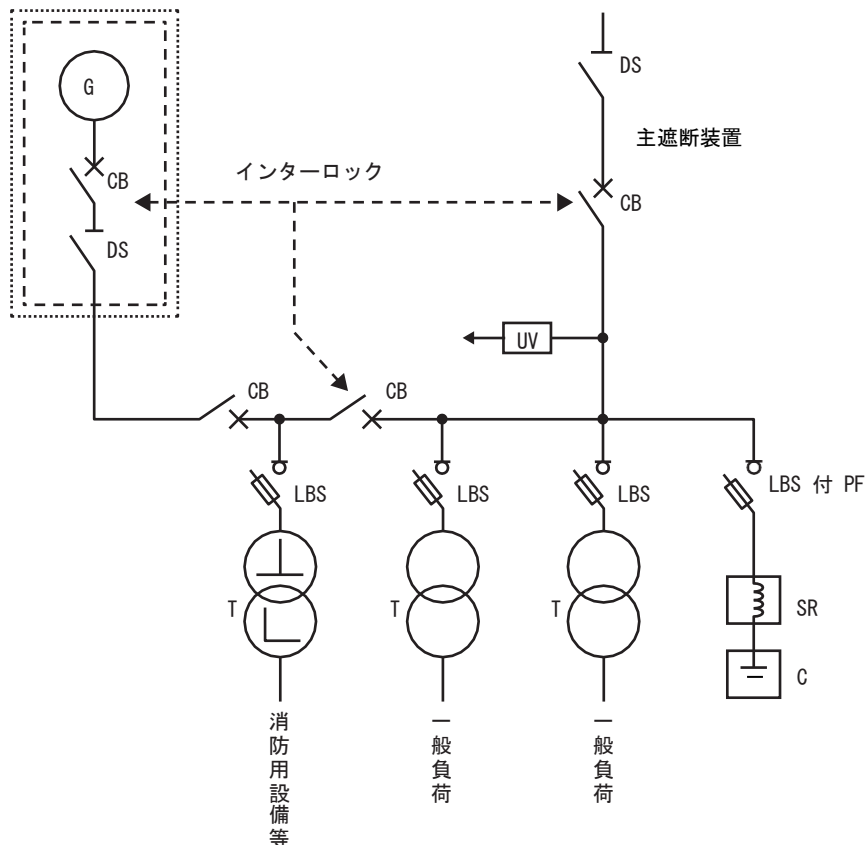 G
CB
DS
インターロック
DS
主遮断装置
CB
UV
CB
CB
LBS
LBS
LBS
LBS 付 PF
T
T
T
SR
C
消防用設備等
一般負荷
一般負荷